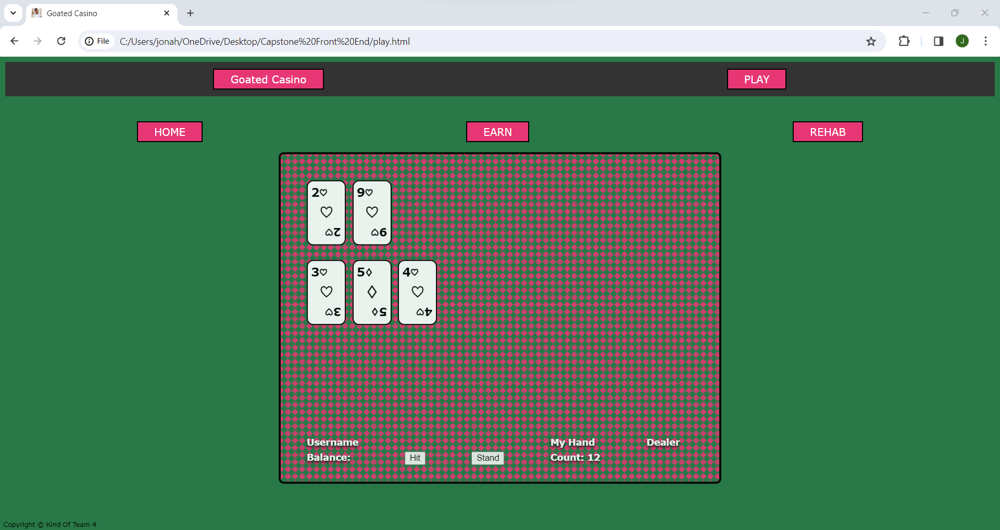 Goated Casino
File C:/Users/jonah/OneDrive/Desktop/Capstone%20Front%20End/play.html
J
Goated Casino PLAY
HOME EARN REHAB
2♡ 9♡
♡ ♡
2♡ 9♡
3♡ 5♢ 4♡
♡ ♢ ♡
3♡ 5♢ 4♡
Username My Hand Dealer
Balance: Hit Stand Count: 12
Copyright © Kind Of Team 4